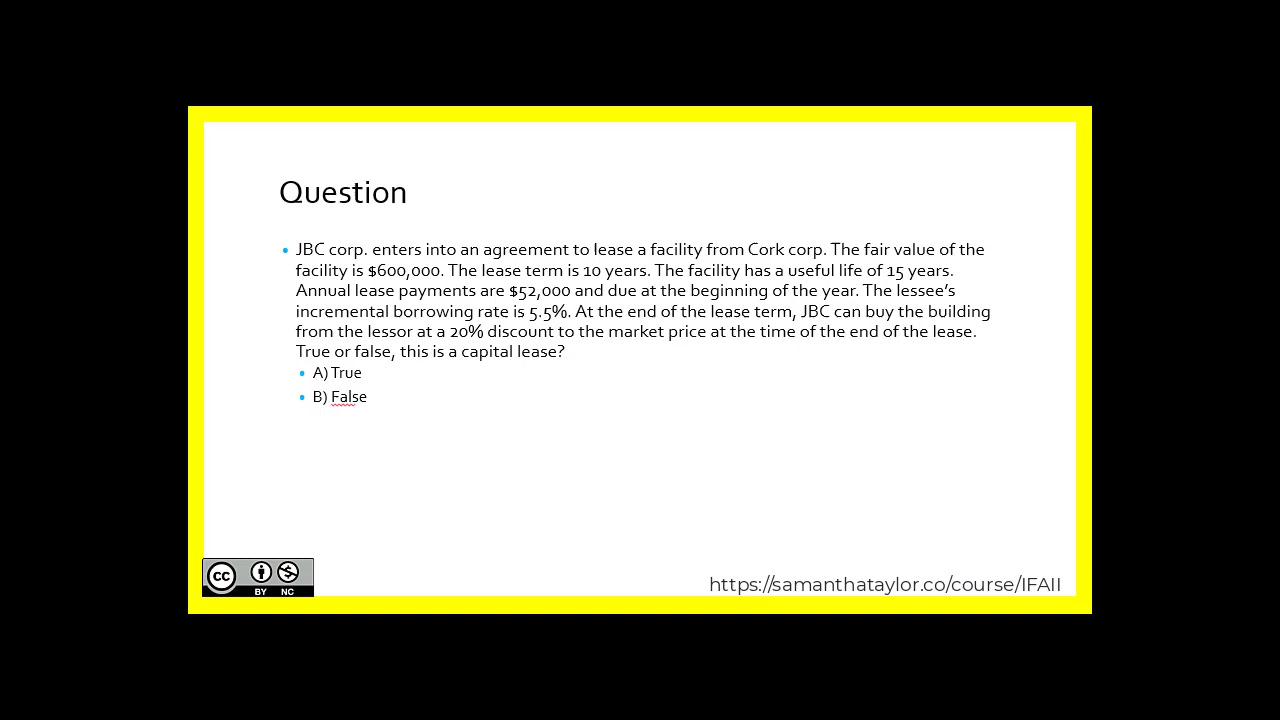 Question
• JBC corp. enters into an agreement to lease a facility from Cork corp. The fair value of the
facility is $600,000. The lease term is 10 years. The facility has a useful life of 15 years.
Annual lease payments are $52,000 and due at the beginning of the year. The lessee's
incremental borrowing rate is 5.5%. At the end of the lease term, JBC can buy the building
from the lessor at a 20% discount to the market price at the time of the end of the lease.
True or false, this is a capital lease?
• A) True
• B) False
cc
BY NC
https://samanthataylor.co/course/IFAII